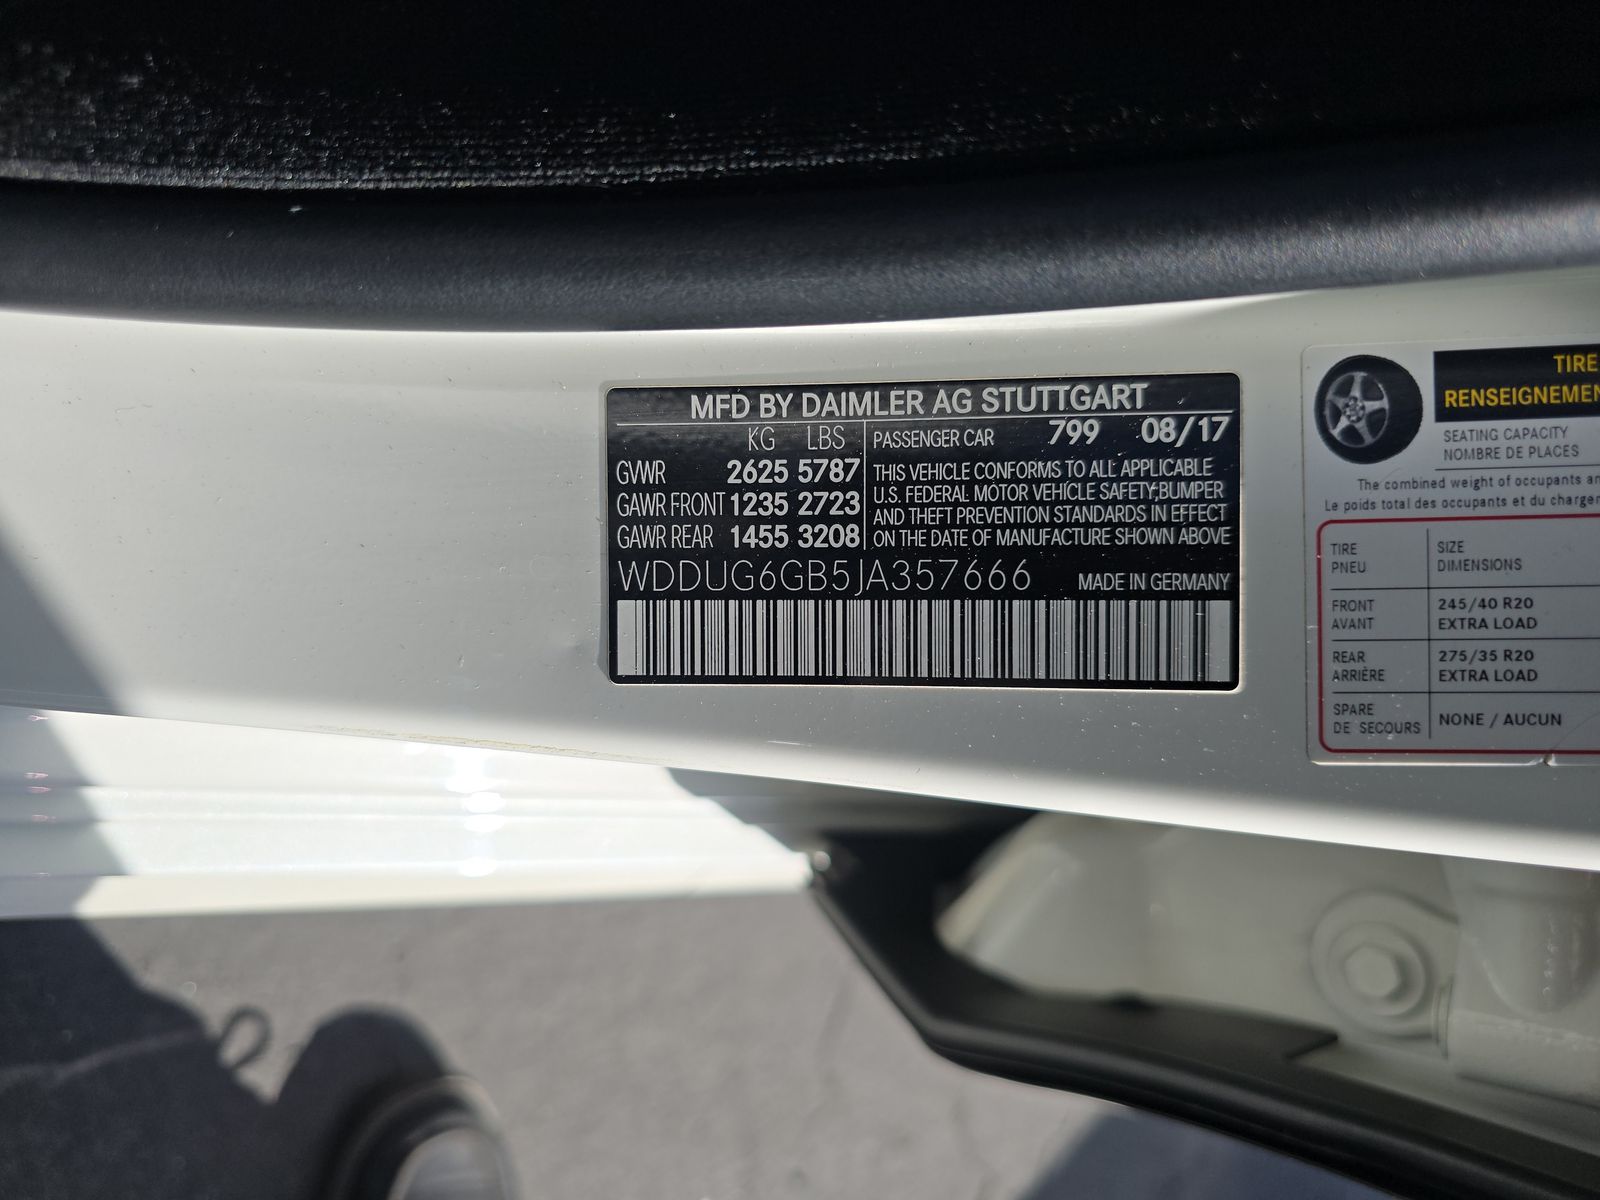 MFD BY DAIMLER AG STUTTGART
KG LBS
GVWR 2625 5787
GAWR FRONT 1235 2723
GAWR REAR 1455 3208
PASSENGER CAR 799 08/17
THIS VEHICLE CONFORMS TO ALL APPLICABLE
U.S. FEDERAL MOTOR VEHICLE SAFETY,BUMPER
AND THEFT PREVENTION STANDARDS IN EFFECT
ON THE DATE OF MANUFACTURE SHOWN ABOVE
WDDUG6GB5JA357666 MADE IN GERMANY
TIRE
RENSEIGNEMEN
SEATING CAPACITY
NOMBRE DE PLACES
The combined weight of occupants an
Le poids total des occupants et du charger
TIRE
PNEU
SIZE
DIMENSIONS
FRONT
AVANT
245/40 R20
EXTRA LOAD
REAR
ARRIÈRE
275/35 R20
EXTRA LOAD
SPARE
DE SECOURS
NONE / AUCUN